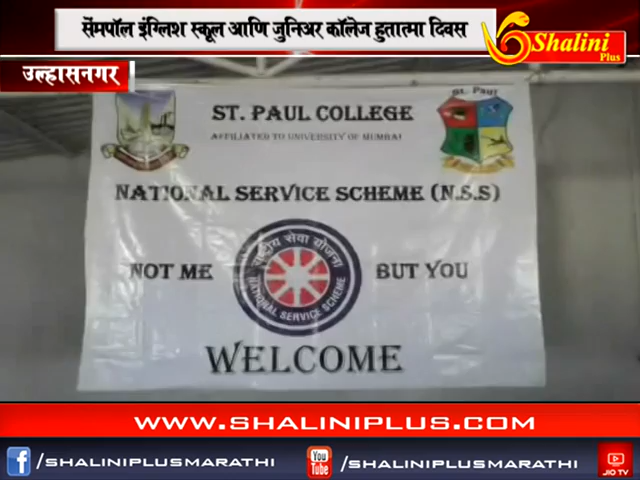 सेंमपॉल इंग्लिश स्कूल आणि जुनिअर कॉलेज हुतात्मा दिवस
Shalini
Plus
उल्हासनगर
St. Paul
ST. PAUL COLLEGE
AFFILIATED TO UNIVERSITY OF MUMBAI
NATIONAL SERVICE SCHEME (N.S.S)
NOT ME
राष्ट्रीय सेवा योजना
NATIONAL SERVICE SCHEME
BUT YOU
WELCOME
WWW.SHALINIPLUS.COM
f /SHALINIPLUSMARATHI
You Tube /SHALINIPLUSMARATHI
JIO TV